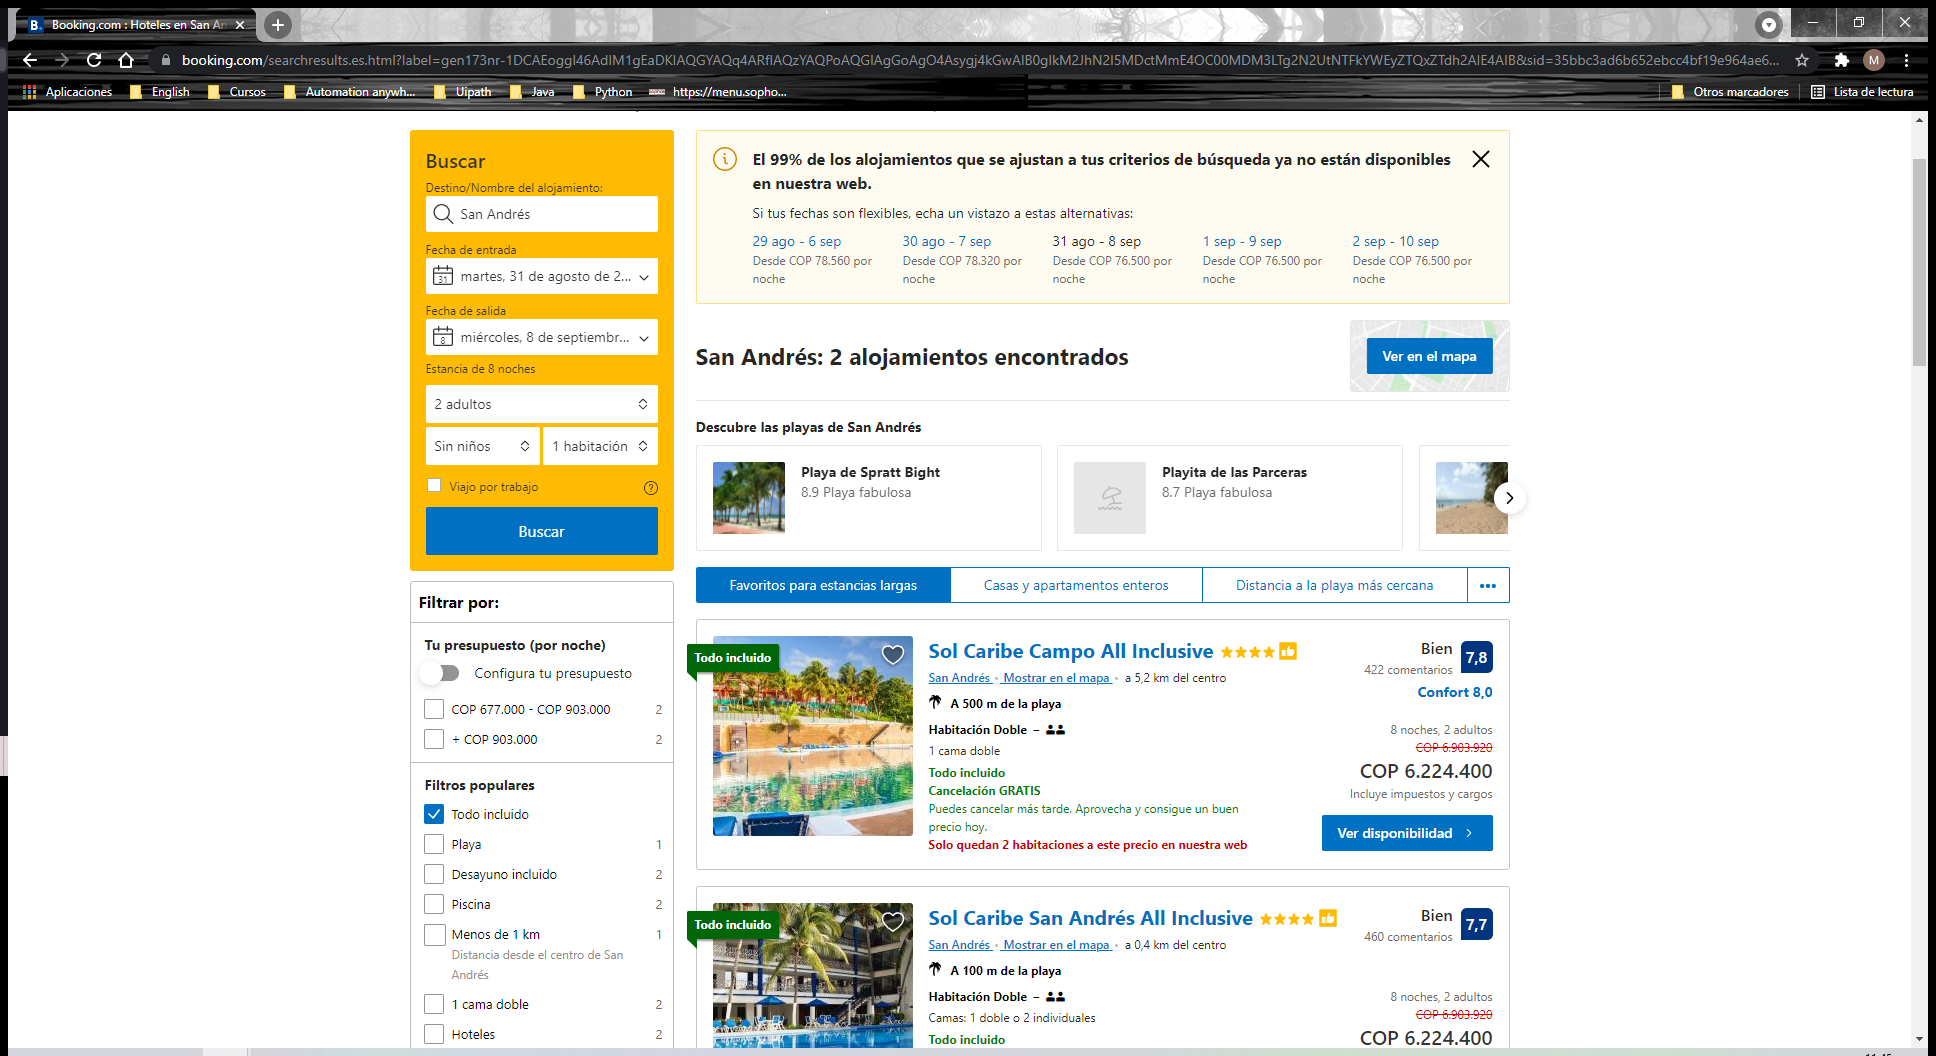 Booking.com : Hoteles en San An
booking.com/searchresults.es.html?label=gen173nr-1DCAEoggI46AdIM1gEaDKIAQGYAQq4ARfIAQzYAQPoAQGIAgGoAgO4Asygj4kGwAIB0gIkM2JhN2I5MDctMmE4OC00MDM3LTg2N2UtNTFkYWEyZTQxZTdh2AIE4AIB&sid=35bbc3ad6b652ebcc4bf19e964ae6...
M
Aplicaciones English Cursos Automation anywh... Uipath Java Python https://menu.sopho... Otros marcadores Lista de lectura
Buscar
Destino/Nombre del alojamiento:
San Andrés
Fecha de entrada
31 martes, 31 de agosto de 2...
Fecha de salida
8 miércoles, 8 de septiembr...
Estancia de 8 noches
2 adultos
Sin niños 1 habitación
Viajo por trabajo
Buscar
Filtrar por:
Tu presupuesto (por noche)
Configura tu presupuesto
COP 677.000 - COP 903.000 2
+ COP 903.000 2
Filtros populares
Todo incluido
Playa 1
Desayuno incluido 2
Piscina 2
Menos de 1 km 1
Distancia desde el centro de San
Andrés
1 cama doble 2
Hoteles 2
El 99% de los alojamientos que se ajustan a tus criterios de búsqueda ya no están disponibles
en nuestra web.
Si tus fechas son flexibles, echa un vistazo a estas alternativas:
29 ago - 6 sep
Desde COP 78.560 por
noche
30 ago - 7 sep
Desde COP 78.320 por
noche
31 ago - 8 sep
Desde COP 76.500 por
noche
1 sep - 9 sep
Desde COP 76.500 por
noche
2 sep - 10 sep
Desde COP 76.500 por
noche
San Andrés: 2 alojamientos encontrados
Ver en el mapa
Descubre las playas de San Andrés
Playa de Spratt Bight
8.9 Playa fabulosa
Playita de las Parceras
8.7 Playa fabulosa
Favoritos para estancias largas Casas y apartamentos enteros Distancia a la playa más cercana
Todo incluido
Sol Caribe Campo All Inclusive
San Andrés • Mostrar en el mapa • a 5,2 km del centro
A 500 m de la playa
Habitación Doble –
1 cama doble
Todo incluido
Cancelación GRATIS
Puedes cancelar más tarde. Aprovecha y consigue un buen
precio hoy.
Solo quedan 2 habitaciones a este precio en nuestra web
Bien 7,8
422 comentarios
Confort 8,0
8 noches, 2 adultos
COP 6.903.920
COP 6.224.400
Incluye impuestos y cargos
Ver disponibilidad
Todo incluido
Sol Caribe San Andrés All Inclusive
San Andrés • Mostrar en el mapa • a 0,4 km del centro
A 100 m de la playa
Habitación Doble –
Camas: 1 doble o 2 individuales
Todo incluido
Bien 7,7
460 comentarios
8 noches, 2 adultos
COP 6.903.920
COP 6.224.400